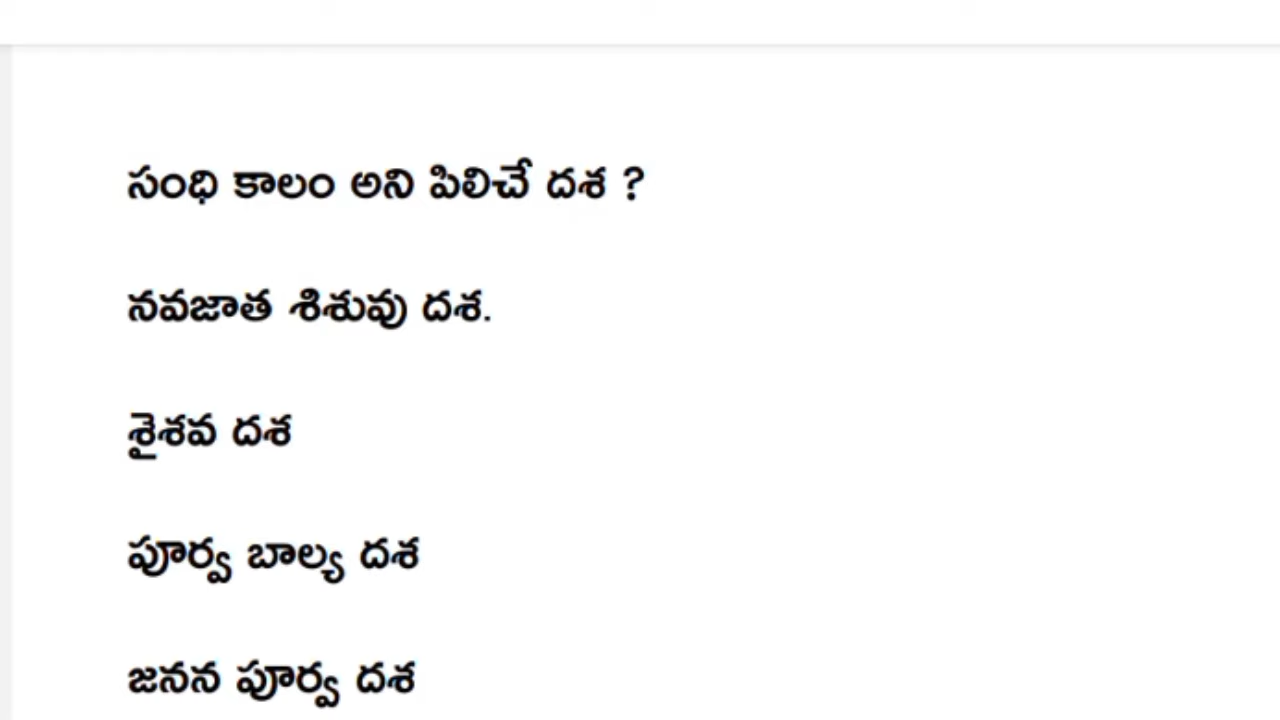 సంధి కాలం అని పిలిచే దశ ?
నవజాత శిశువు దశ.
శైశవ దశ
పూర్వ బాల్య దశ
జనన పూర్వ దశ